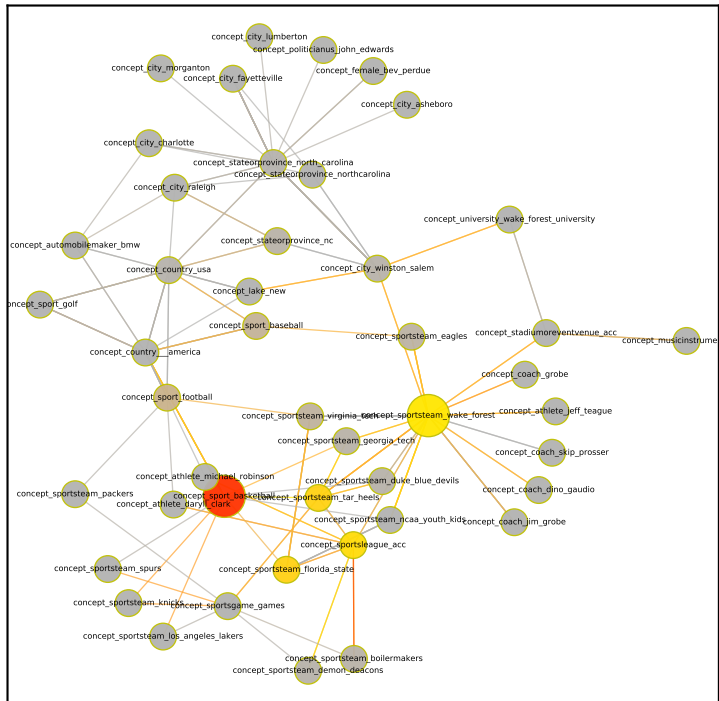 concept_city_lumberton
concept_politicianus_john_edwards
concept_city_morganton
concept_female_bev_perdue
concept_city_fayetteville
concept_city_asheboro
concept_city_charlotte
concept_stateorprovince_north_carolina
concept_stateorprovince_northcarolina
concept_city_raleigh
concept_university_wake_forest_university
concept_automobilemaker_bmw
concept_stateorprovince_nc
concept_country_usa
concept_city_winston_salem
concept_lake_new
concept_sport_golf
concept_sport_baseball
concept_sportsteam_eagles
concept_stadiumoreventvenue_acc
concept_musicinstrume
concept_country__america
concept_coach_grobe
concept_sport_football
concept_sportsteam_virginia_tech
concept_sportsteam_wake_forest
concept_athlete_jeff_teague
concept_sportsteam_georgia_tech
concept_coach_skip_prosser
concept_athlete_michael_robinson
concept_sportsteam_duke_blue_devils
concept_coach_dino_gaudio
concept_sportsteam_packers
concept_sport_basketball
concept_sportsteam_tar_heels
concept_athlete_daryll_clark
concept_sportsteam_ncaa_youth_kids
concept_coach_jim_grobe
concept_sportsleague_acc
concept_sportsteam_spurs
concept_sportsteam_florida_state
concept_sportsteam_knicks
concept_sportsgame_games
concept_sportsteam_los_angeles_lakers
concept_sportsteam_boilermakers
concept_sportsteam_demon_deacons